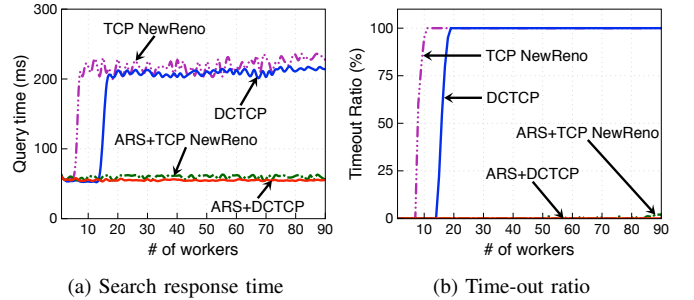 TCP NewReno
300
200
100
0
Query time (ms)
DCTCP
ARS+TCP NewReno
ARS+DCTCP
10 20 30 40 50 60 70 80 90
# of workers
(a) Search response time
100
75
50
25
0
Timeout Ratio (%)
TCP NewReno
DCTCP
ARS+TCP NewReno
ARS+DCTCP
10 20 30 40 50 60 70 80 90
# of workers
(b) Time-out ratio